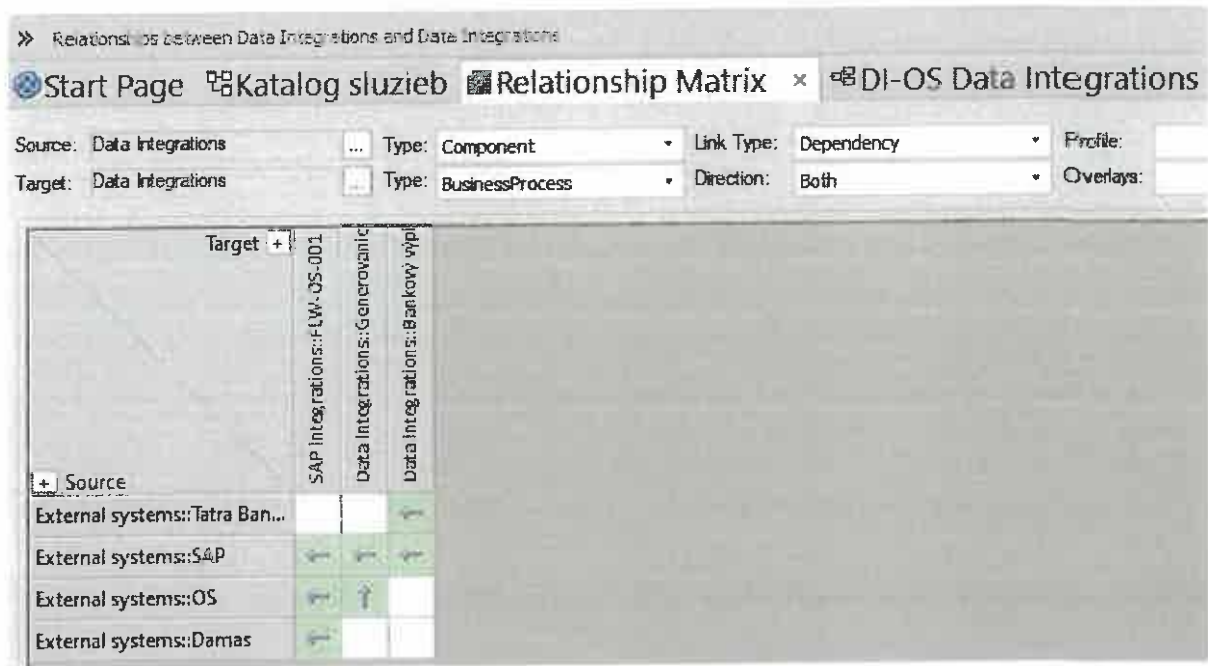 Relationships between Data Integrations and Data Integrations
Start Page Katalog sluzieb Relationship Matrix × DI-OS Data Integrations
Source: Data Integrations ... Type: Component Link Type: Dependency Profile:
Target: Data Integrations ... Type: BusinessProcess Direction: Both Overlays:
Target +
SAP Integrations::FLW-OS-001
Data Integrations::Generovanic
Data Integrations::Bankový výpi
+ Source
External systems::Tatra Ban...
External systems::SAP
External systems::OS
External systems::Damas